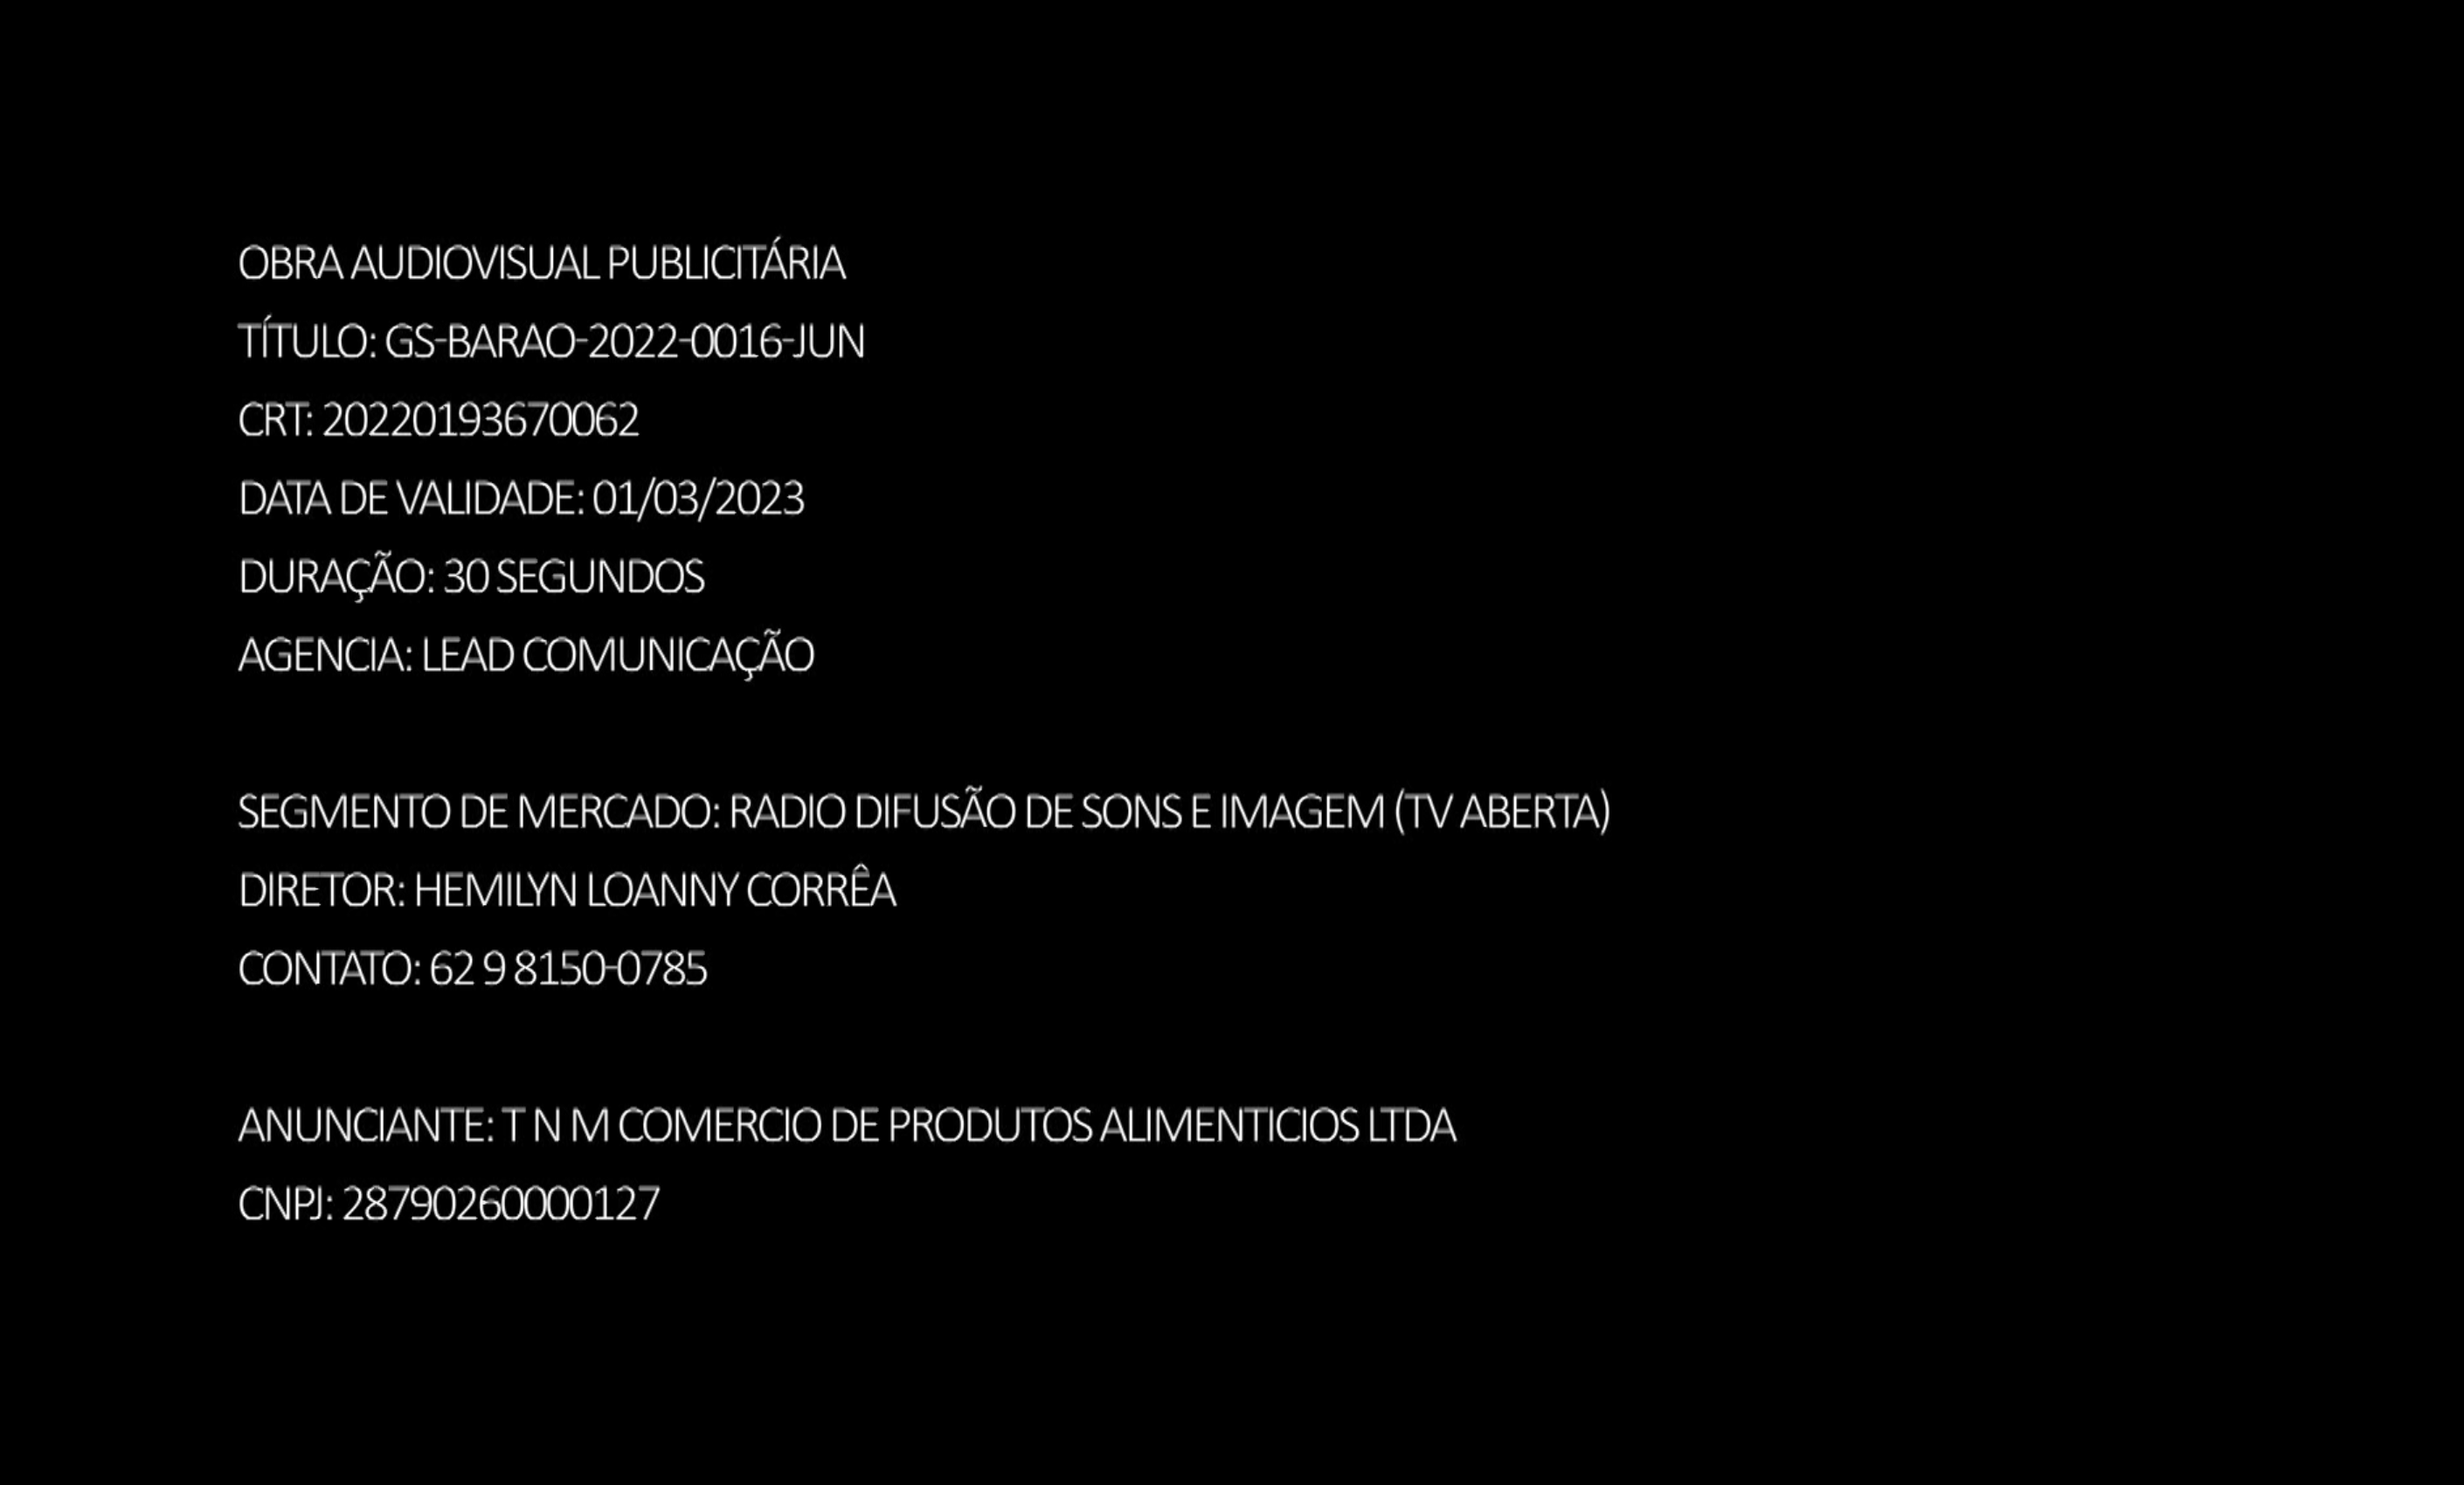 OBRA AUDIOVISUAL PUBLICITÁRIA
TÍTULO: GS-BARAO-2022-0016-JUN
CRT: 20220193670062
DATA DE VALIDADE: 01/03/2023
DURAÇÃO: 30 SEGUNDOS
AGENCIA: LEAD COMUNICAÇÃO
SEGMENTO DE MERCADO: RADIO DIFUSÃO DE SONS E IMAGEM (TV ABERTA)
DIRETOR: HEMILYN LOANNY CORRÊA
CONTATO: 62 9 8150-0785
ANUNCIANTE: T N M COMERCIO DE PRODUTOS ALIMENTICIOS LTDA
CNPJ: 28790260000127